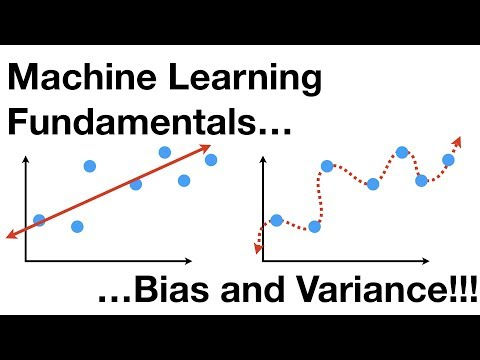 Machine Learning
Fundamentals…
…Bias and Variance!!!